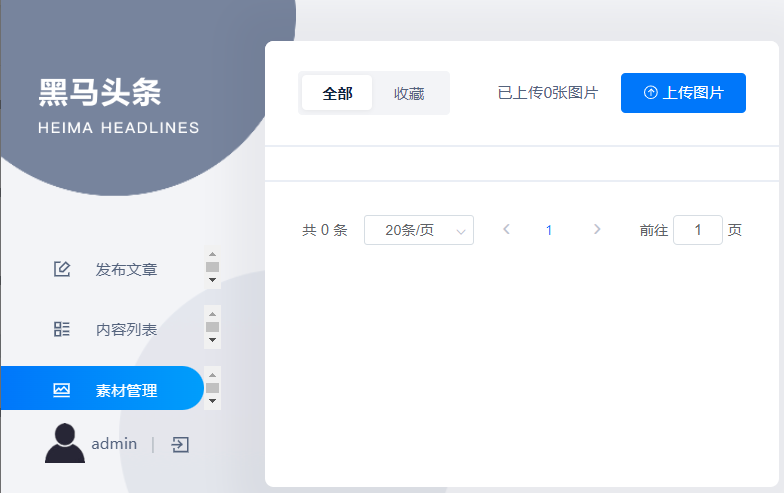 黑马头条
HEIMA HEADLINES
发布文章
内容列表
素材管理
admin |
全部 收藏 已上传0张图片 上传图片
共 0 条 20条/页 1 前往 1 页